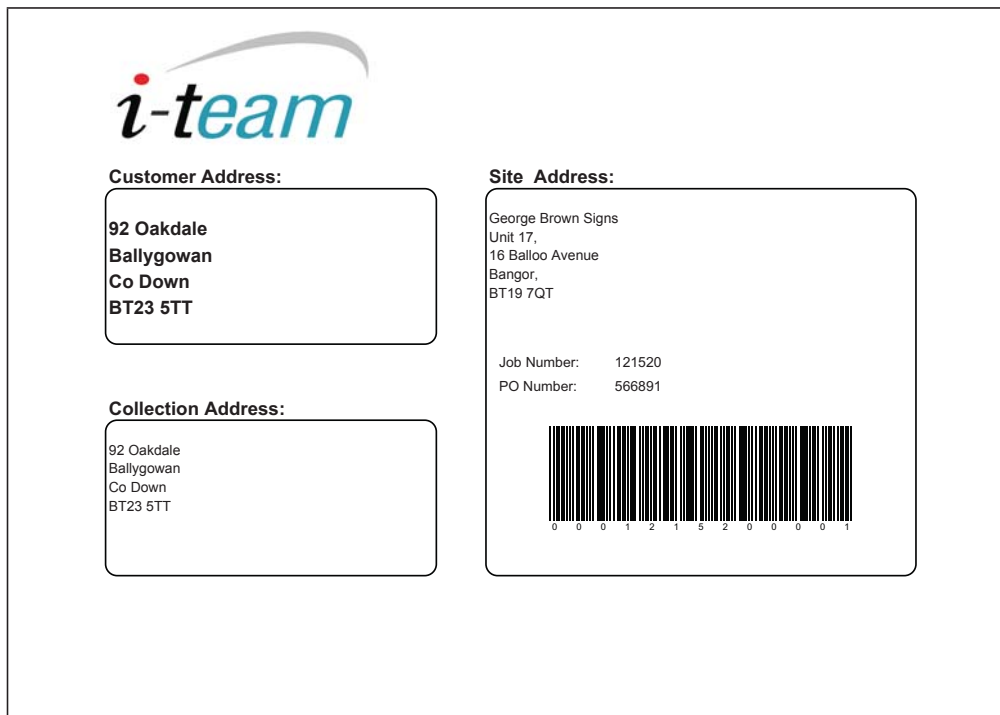 i-team
Customer Address:
92 Oakdale
Ballygowan
Co Down
BT23 5TT
Collection Address:
92 Oakdale
Ballygowan
Co Down
BT23 5TT
Site Address:
George Brown Signs
Unit 17,
16 Balloo Avenue
Bangor,
BT19 7QT
Job Number: 121520
PO Number: 566891
0 0 0 1 2 1 5 2 0 0 0 0 1